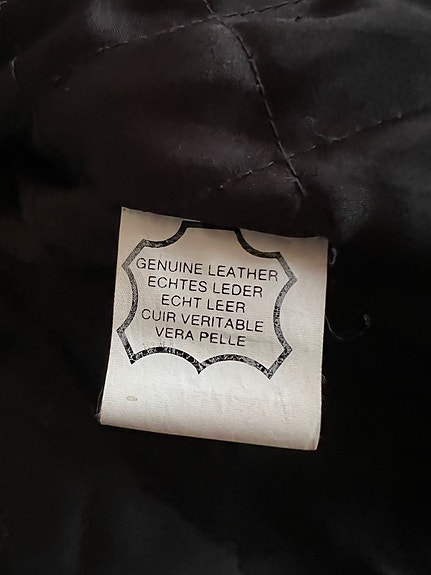 GENUINE LEATHER
ECHTES LEDER
ECHT LEER
CUIR VERITABLE
VERA PELLE